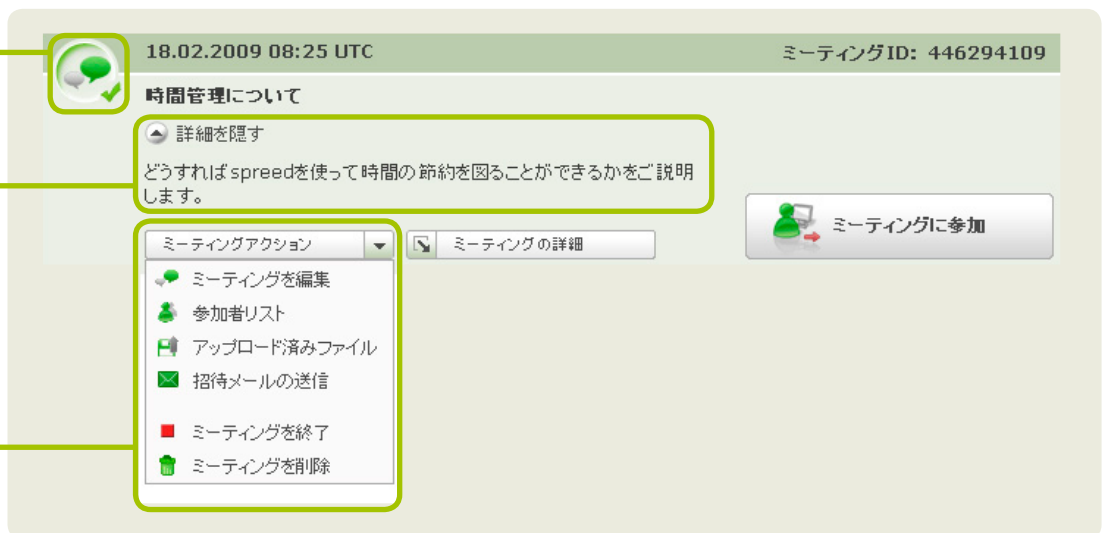 18.02.2009 08:25 UTC
ミーティングID: 446294109
時間管理について
詳細を隠す
どうすればspreedを使って時間の節約を図ることができるかをご説明
します。
ミーティングに参加
ミーティングアクション
ミーティングの詳細
ミーティングを編集
参加者リスト
アップロード済みファイル
招待メールの送信
ミーティングを終了
ミーティングを削除